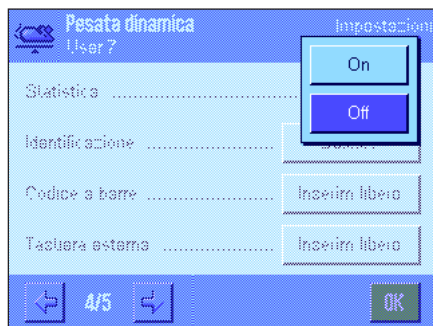 Pesata dinamica
Impostazioni
User 7
On
Off
Statistica
Identificazione
Codice a barre
Inserim libero
Tastiera esterna
Inserim libero
4/5
OK